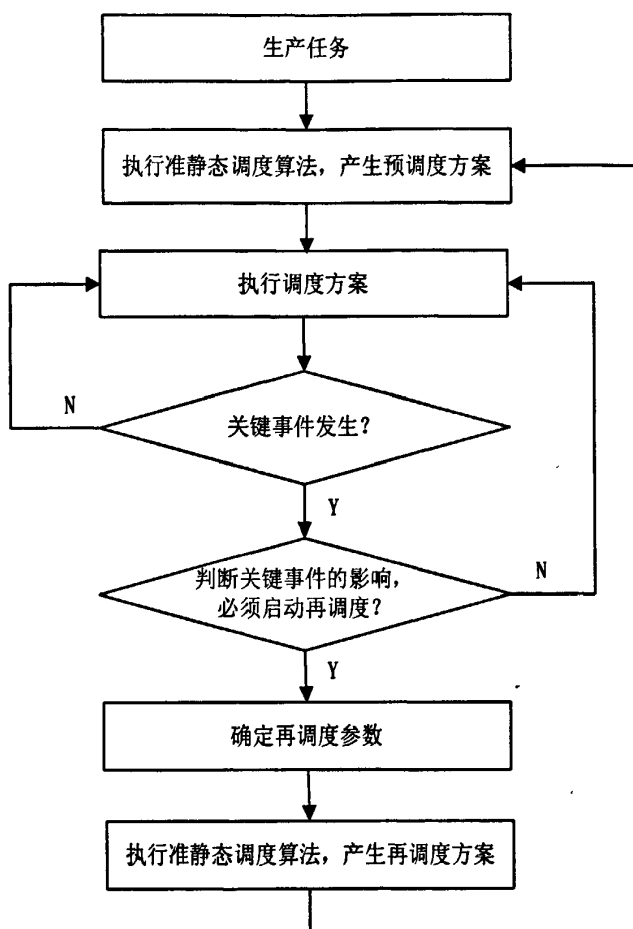 生产任务
执行准静态调度算法，产生预调度方案
执行调度方案
N
关键事件发生？
Y
判断关键事件的影响，
必须启动再调度？
N
Y
确定再调度参数
执行准静态调度算法，产生再调度方案